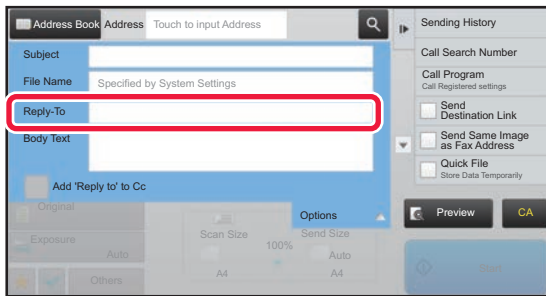 Address Book Address Touch to input Address
Subject
File Name Specified by System Settings
Reply-To
Body Text
Add 'Reply to' to Cc
Options
Original
Scan Size
Send Size
Exposure
Auto
100%
Auto
A4
A4
Others
Sending History
Call Search Number
Call Program
Call Registered settings
Send
Destination Link
Send Same Image
as Fax Address
Quick File
Store Data Temporarily
Preview
CA
Start